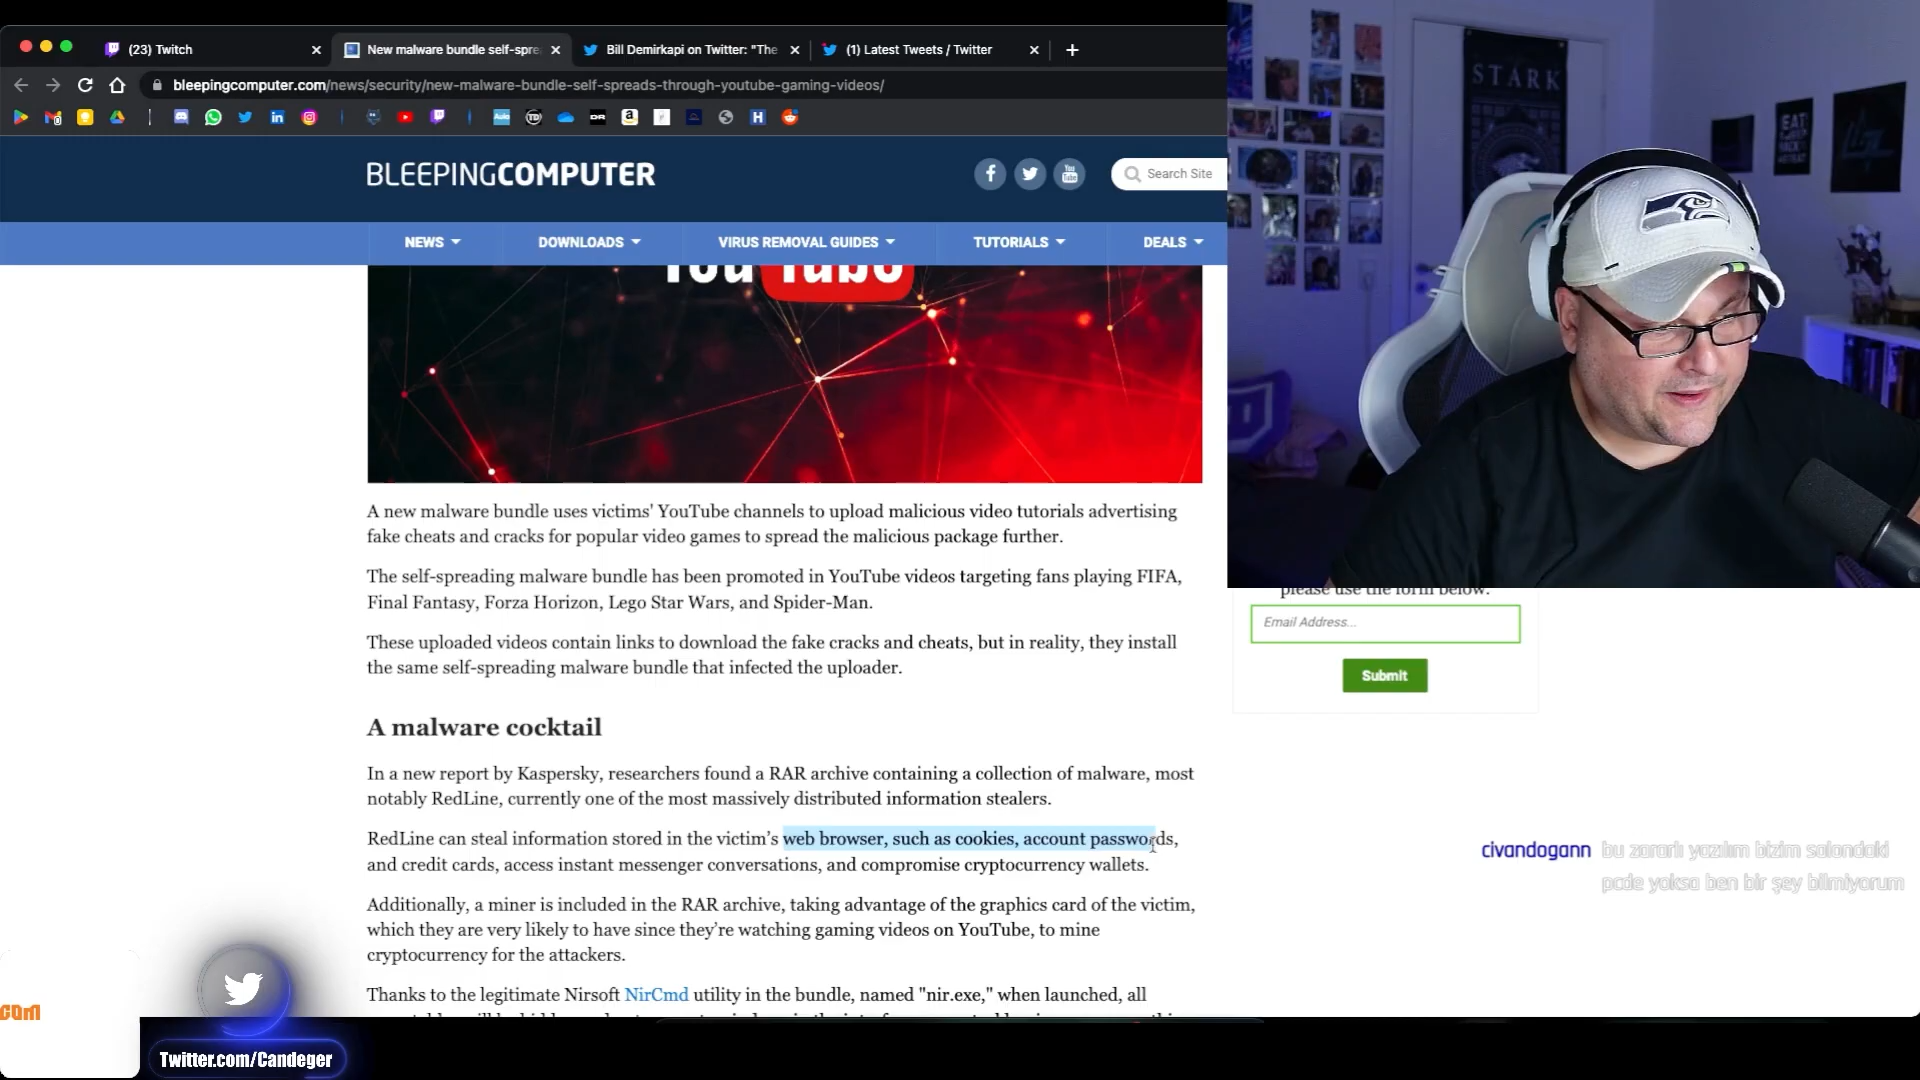 (23) Twitch
New malware bundle self-spre
Bill Demirkapi on Twitter: "The
(1) Latest Tweets / Twitter
bleepingcomputer.com/news/security/new-malware-bundle-self-spreads-through-youtube-gaming-videos/
BLEEPINGCOMPUTER
Search Site
NEWS
DOWNLOADS
VIRUS REMOVAL GUIDES
TUTORIALS
DEALS
YouTube
STARK
A new malware bundle uses victims' YouTube channels to upload malicious video tutorials advertising
fake cheats and cracks for popular video games to spread the malicious package further.
The self-spreading malware bundle has been promoted in YouTube videos targeting fans playing FIFA,
Final Fantasy, Forza Horizon, Lego Star Wars, and Spider-Man.
These uploaded videos contain links to download the fake cracks and cheats, but in reality, they install
the same self-spreading malware bundle that infected the uploader.
A malware cocktail
In a new report by Kaspersky, researchers found a RAR archive containing a collection of malware, most
notably RedLine, currently one of the most massively distributed information stealers.
RedLine can steal information stored in the victim's web browser, such as cookies, account passwords,
and credit cards, access instant messenger conversations, and compromise cryptocurrency wallets.
Additionally, a miner is included in the RAR archive, taking advantage of the graphics card of the victim,
which they are very likely to have since they're watching gaming videos on YouTube, to mine
cryptocurrency for the attackers.
Thanks to the legitimate Nirsoft NirCmd utility in the bundle, named "nir.exe," when launched, all
please use the form below.
Email Address...
Submit
civandogann bu zararlı yazılım bizim salondaki
pcde yoksa ben bir şey bilmiyorum
com
Twitter.com/Candeger